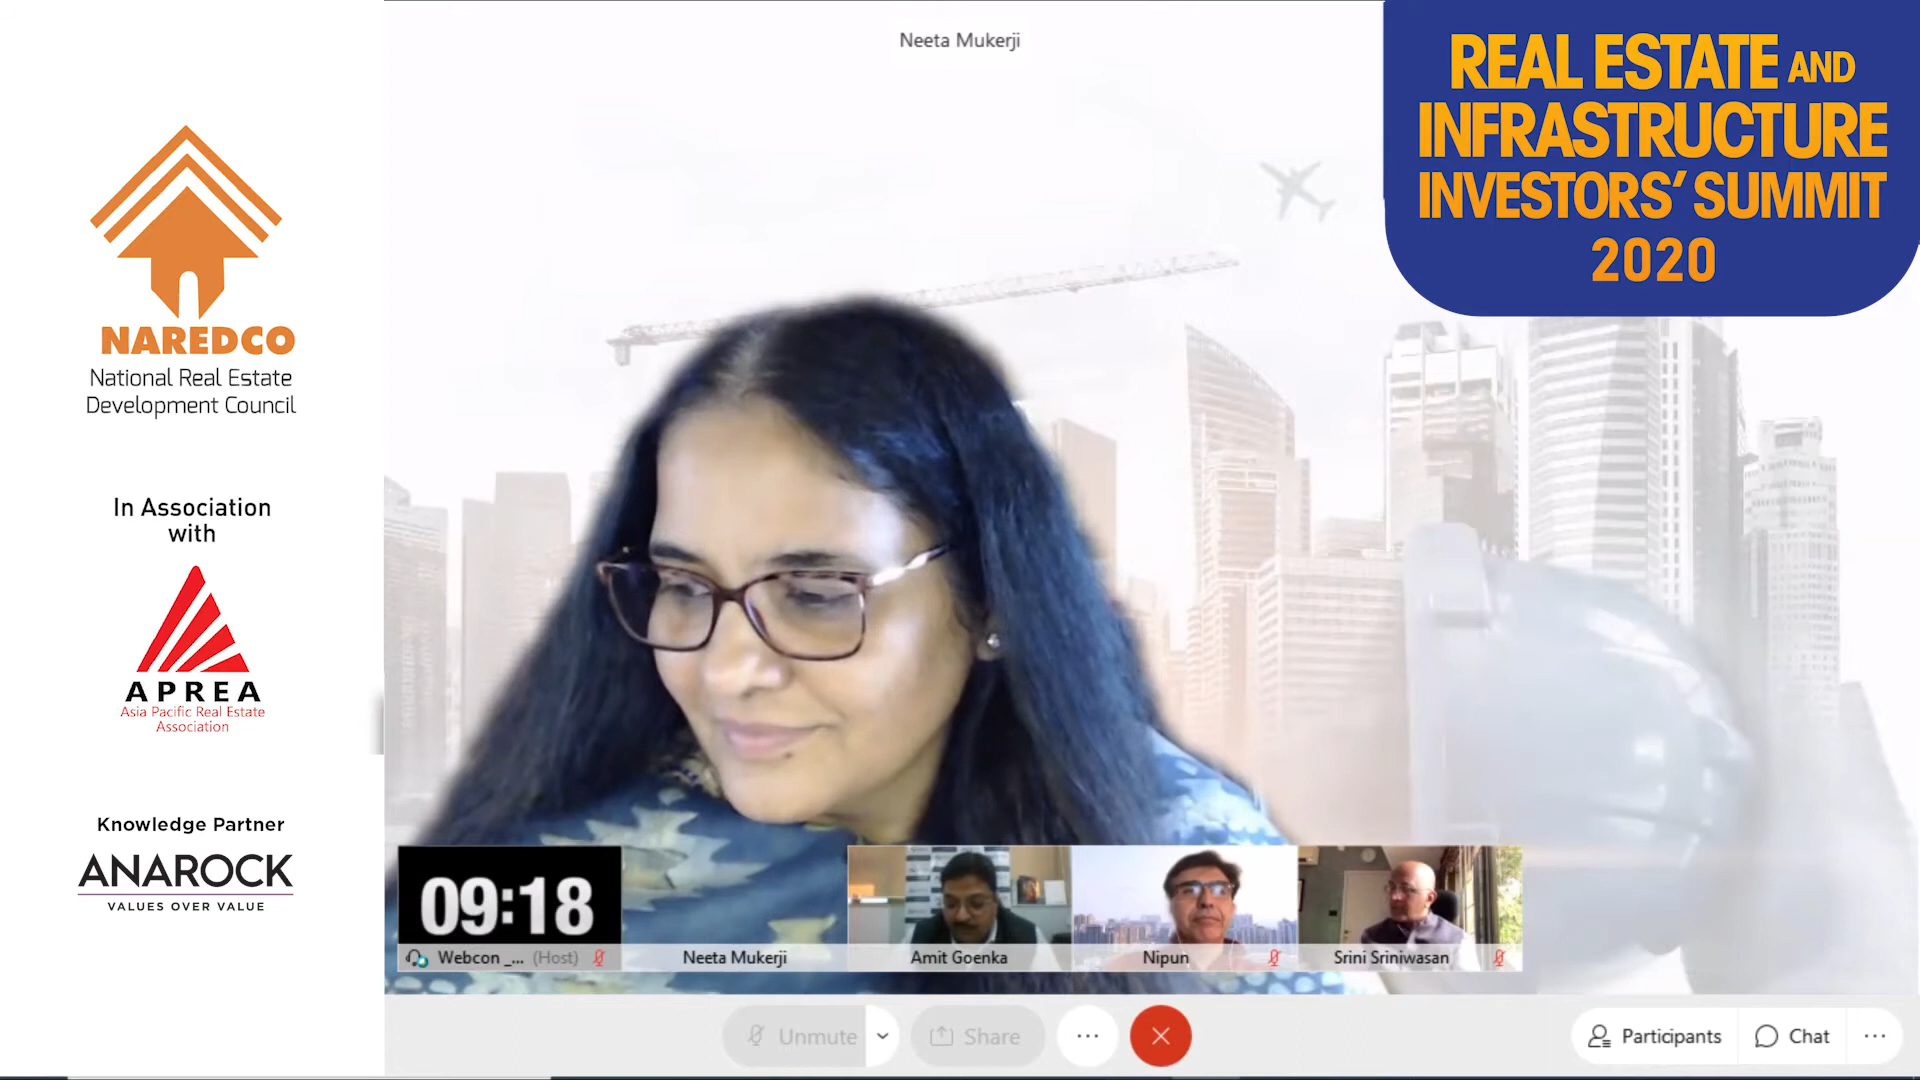 NAREDCO
National Real Estate
Development Council
In Association
with
APREA
Asia Pacific Real Estate
Association
Knowledge Partner
ANAROCK
VALUES OVER VALUE
Neeta Mukerji
REAL ESTATE AND
INFRASTRUCTURE
INVESTORS' SUMMIT
2020
09:18
Webcon _... (Host)
Neeta Mukerji
Amit Goenka
Nipun
Srini Sriniwasan
Unmute
Share
Participants
Chat